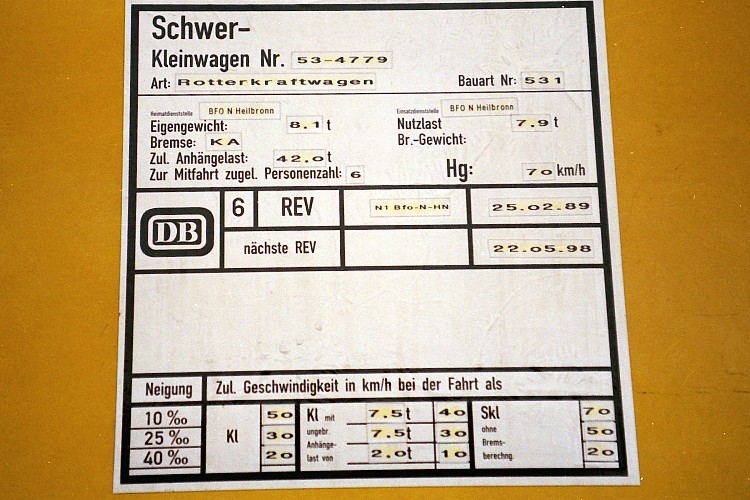 Schwer-
Kleinwagen Nr. 53-4779
Art: Rotterkraftwagen Bauart Nr: 531
Heimatdienststelle BFO N Heilbronn Einsatzdienststelle BFO N Heilbronn
Eigengewicht: 8.1 t Nutzlast 7.9 t
Bremse: KA Br.-Gewicht:
Zul. Anhängelast: 42.0 t
Zur Mitfahrt zugel. Personenzahl: 6 Hg: 70 km/h
DB 6 REV N1 Bfo-N-HN 25.02.89
nächste REV 22.05.98
Neigung Zul. Geschwindigkeit in km/h bei der Fahrt als
10 ‰ Kl 50 Kl mit 7.5t 40 Skl 70
25 ‰ 30 ungebr. Anhänge- 7.5t 30 ohne Brems- 50
40 ‰ 20 last von 2.0t 10 berechng. 20